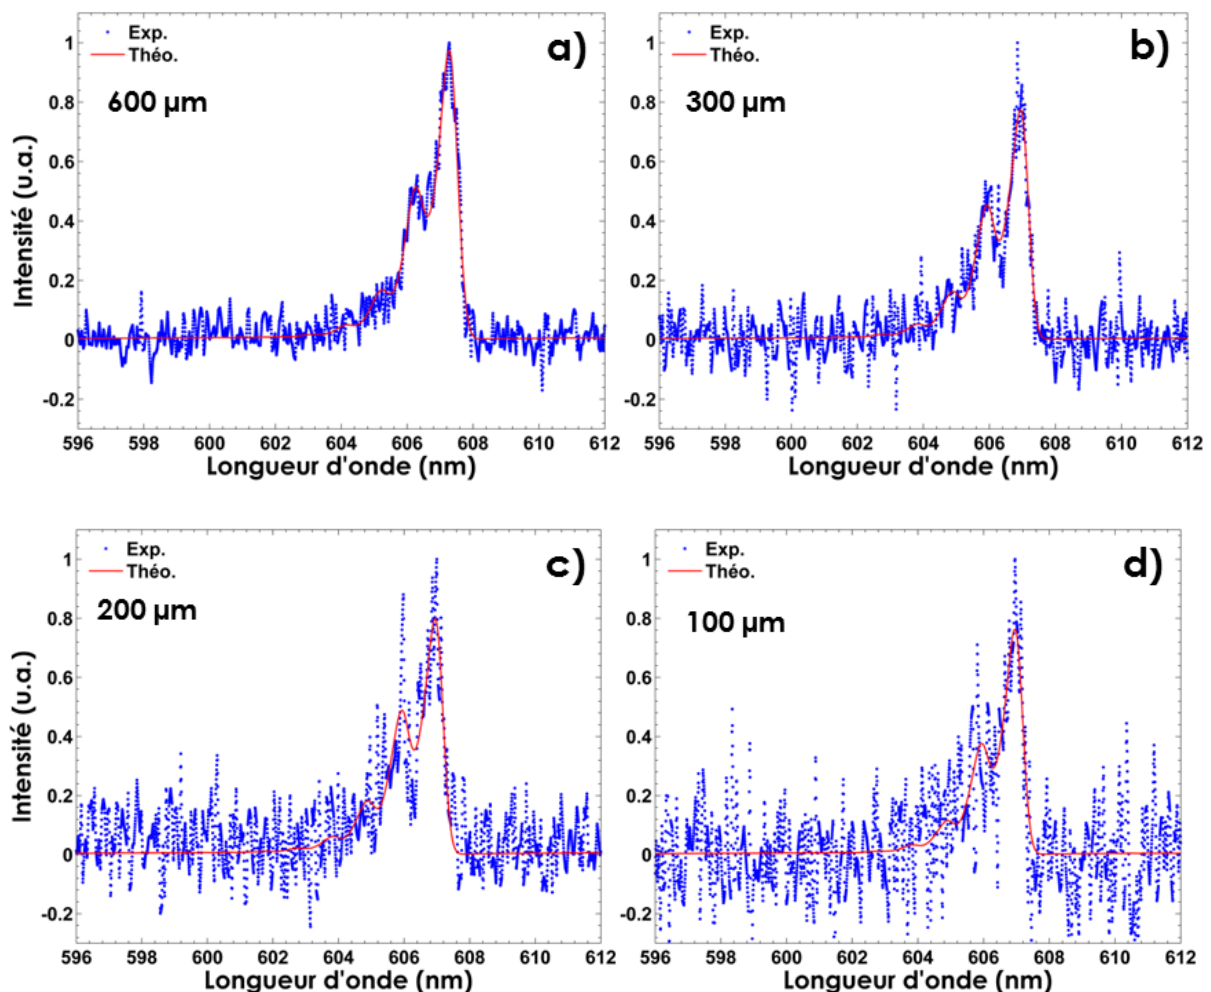 Exp.
Théo.
a)
600 µm
Intensité (u.a.)
1
0.8
0.6
0.4
0.2
0
-0.2
596 598 600 602 604 606 608 610 612
Longueur d'onde (nm)
Exp.
Théo.
b)
300 µm
1
0.8
0.6
0.4
0.2
0
-0.2
596 598 600 602 604 606 608 610 612
Longueur d'onde (nm)
Exp.
Théo.
c)
200 µm
Intensité (u.a.)
1
0.8
0.6
0.4
0.2
0
-0.2
596 598 600 602 604 606 608 610 612
Longueur d'onde (nm)
Exp.
Théo.
d)
100 µm
1
0.8
0.6
0.4
0.2
0
-0.2
596 598 600 602 604 606 608 610 612
Longueur d'onde (nm)